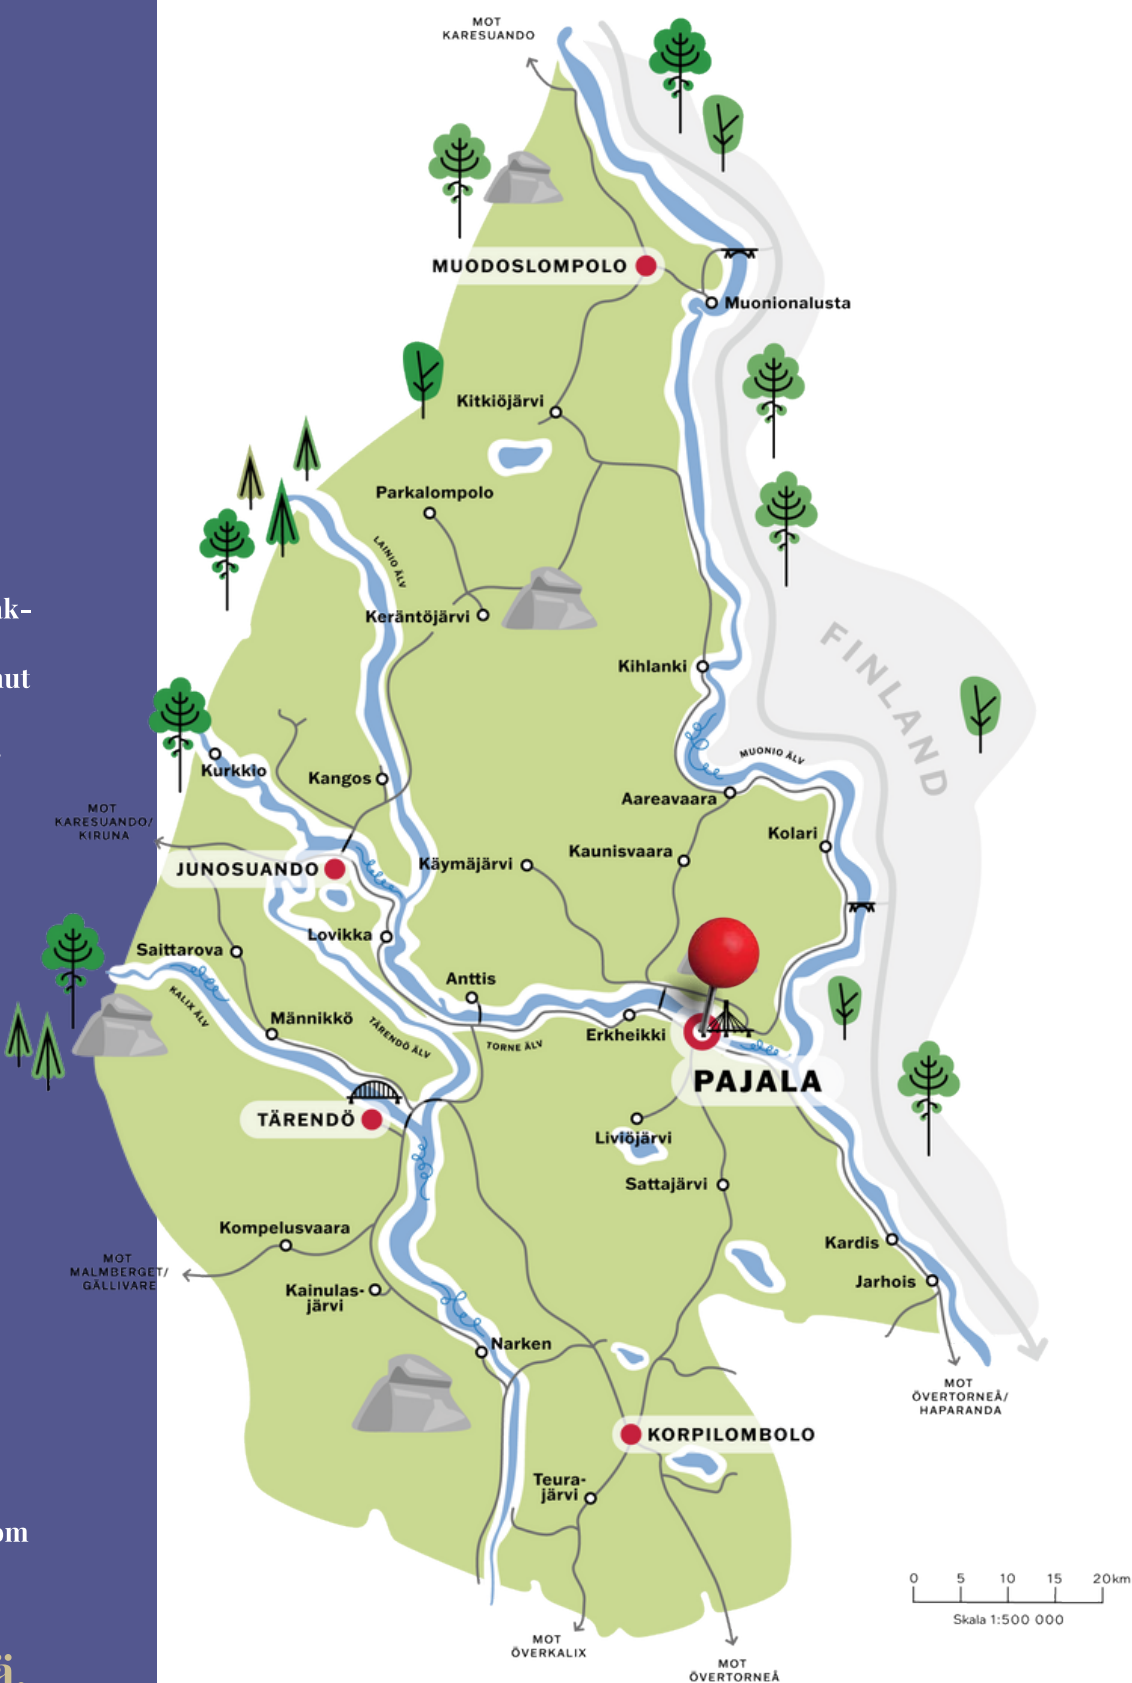 MOT
KARESUANDO
MUODOSLOMPOLO
Muonionalusta
Kitkiöjärvi
Parkalompolo
LAINIO ÄLV
Keräntöjärvi
Kihlanki
FINLAND
MUONIO ÄLV
Kurkkio
Kangos
Aareavaara
MOT
KARESUANDO/
KIRUNA
Kolari
JUNOSUANDO
Käymäjärvi
Kaunisvaara
Lovikka
Saittarova
Anttis
KALIX ÄLV
Männikkö
TÄRENDÖ ÄLV
TORNE ÄLV
Erkheikki
PAJALA
TÄRENDÖ
Liviöjärvi
Sattajärvi
Kompelusvaara
Kardis
MOT
MALMBERGET/
GÄLLIVARE
Kainulas-
järvi
Jarhois
Narken
MOT
ÖVERTORNEÅ/
HAPARANDA
KORPILOMBOLO
Teura-
järvi
0 5 10 15 20km
Skala 1:500 000
MOT
ÖVERKALIX
MOT
ÖVERTORNEÅ